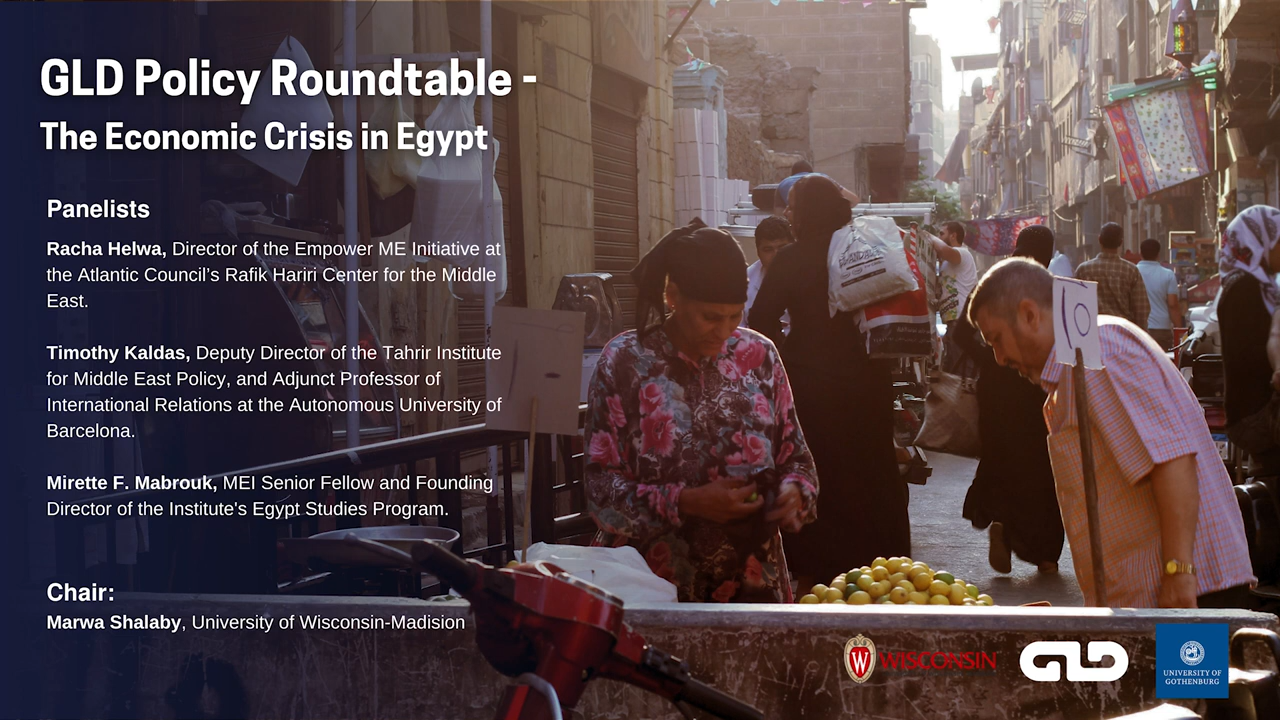 GLD Policy Roundtable -
The Economic Crisis in Egypt
Panelists
Racha Helwa, Director of the Empower ME Initiative at
the Atlantic Council’s Rafik Hariri Center for the Middle
East.
Timothy Kaldas, Deputy Director of the Tahrir Institute
for Middle East Policy, and Adjunct Professor of
International Relations at the Autonomous University of
Barcelona.
Mirette F. Mabrouk, MEI Senior Fellow and Founding
Director of the Institute's Egypt Studies Program.
Chair:
Marwa Shalaby, University of Wisconsin-Madision
W WISCONSIN
GLD
UNIVERSITY OF
GOTHENBURG